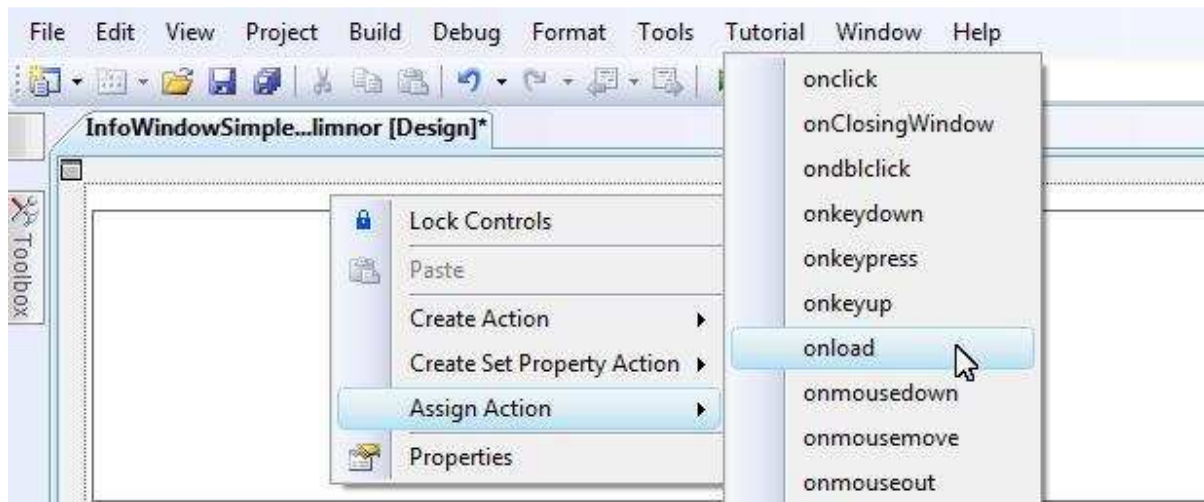 File Edit View Project Build Debug Format Tools Tutorial Window Help
InfoWindowSimple...limnor [Design]*
Toolbox
Lock Controls
Paste
Create Action
Create Set Property Action
Assign Action
Properties
onclick
onClosingWindow
ondblclick
onkeydown
onkeypress
onkeyup
onload
onmousedown
onmousemove
onmouseout